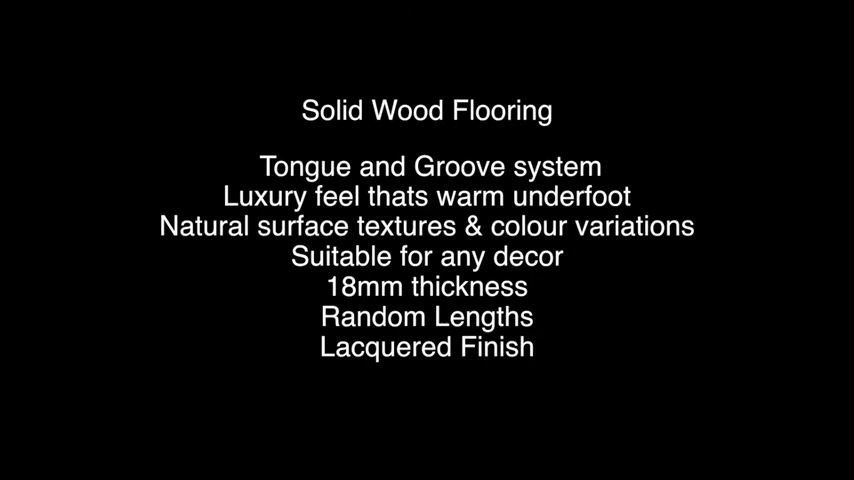 Solid Wood Flooring
Tongue and Groove system
Luxury feel thats warm underfoot
Natural surface textures & colour variations
Suitable for any decor
18mm thickness
Random Lengths
Lacquered Finish